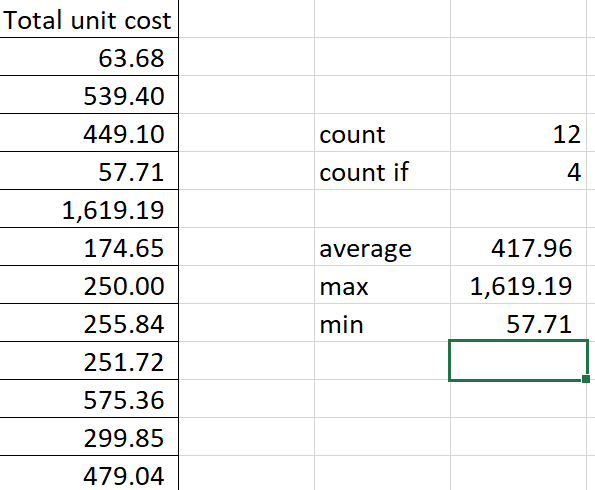 Total unit cost
63.68
539.40
449.10 count 12
57.71 count if 4
1,619.19
174.65 average 417.96
250.00 max 1,619.19
255.84 min 57.71
251.72
575.36
299.85
479.04